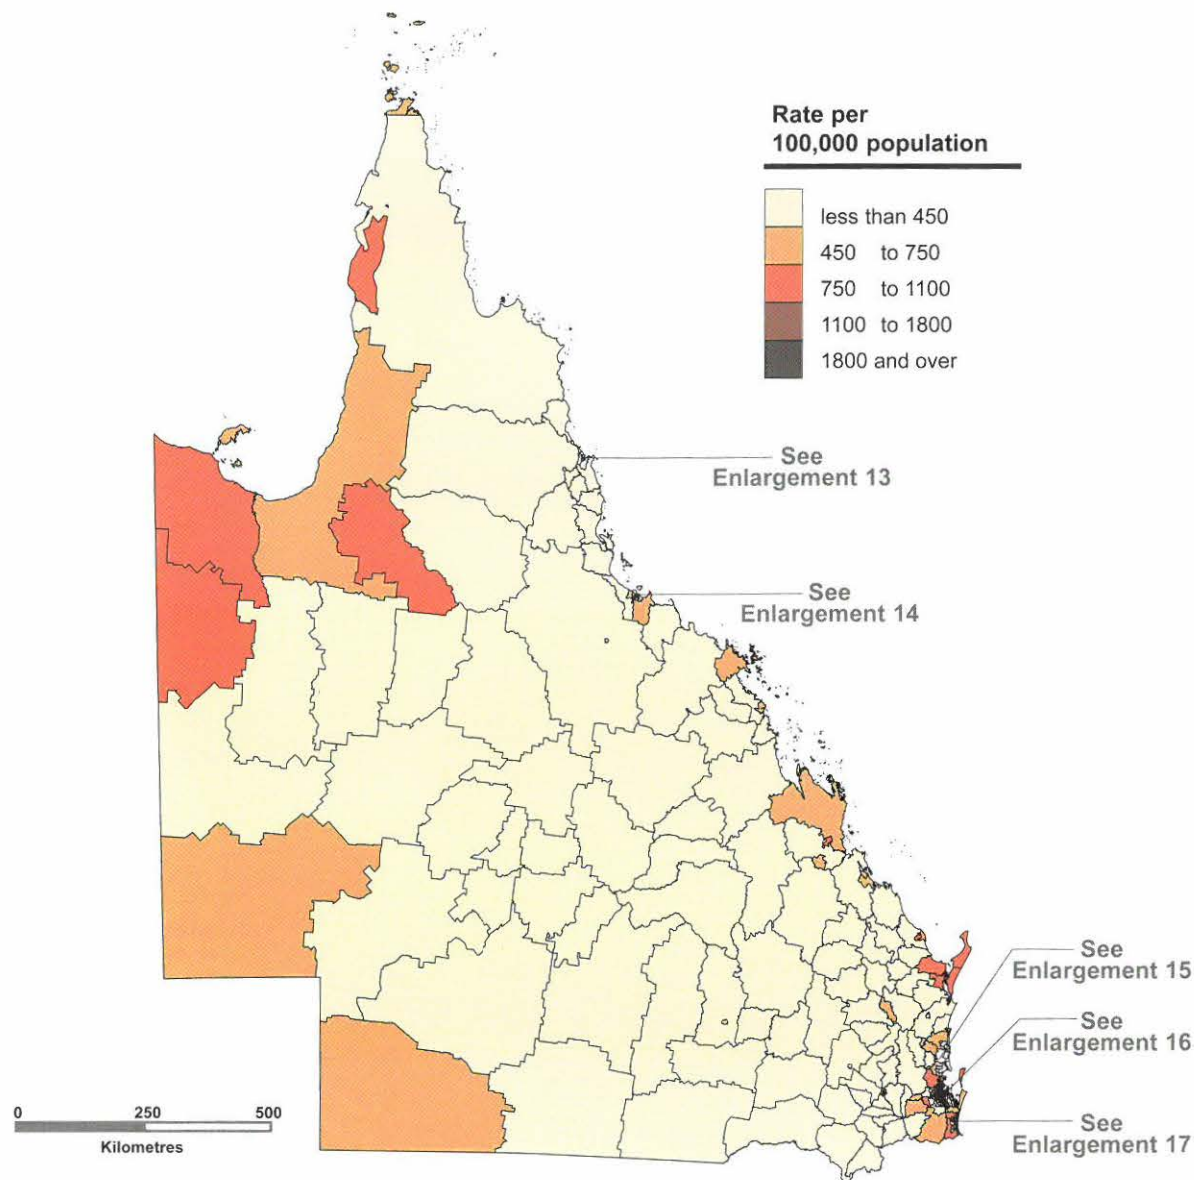 Rate per
100,000 population
less than 450
450 to 750
750 to 1100
1100 to 1800
1800 and over
See
Enlargement 13
See
Enlargement 14
See
Enlargement 15
See
Enlargement 16
See
Enlargement 17
0 250 500
Kilometres